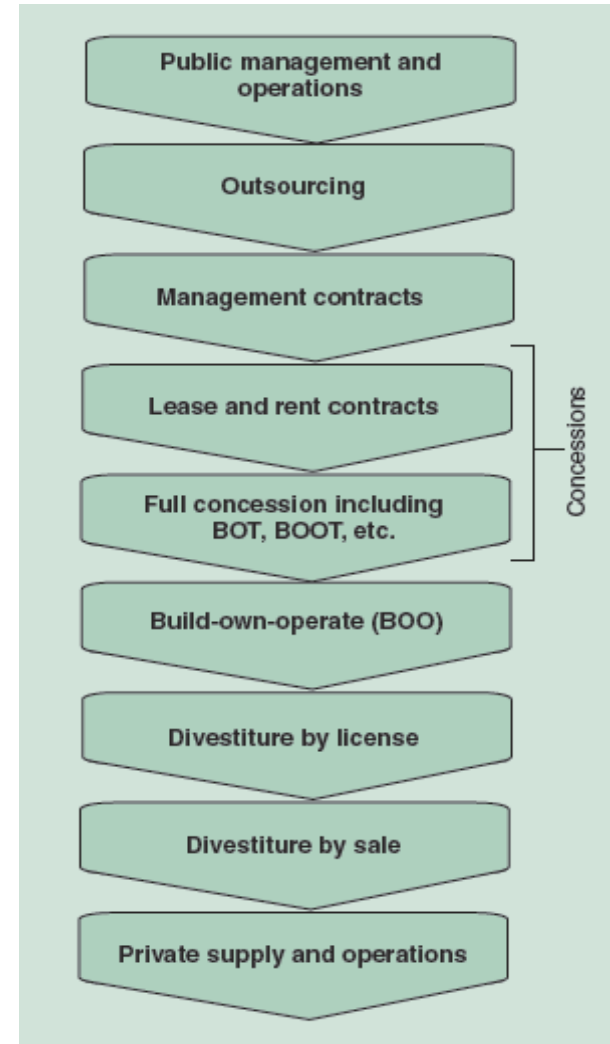 Public management and
operations
Outsourcing
Management contracts
Lease and rent contracts
Full concession including
BOT, BOOT, etc.
Concessions
Build-own-operate (BOO)
Divestiture by license
Divestiture by sale
Private supply and operations